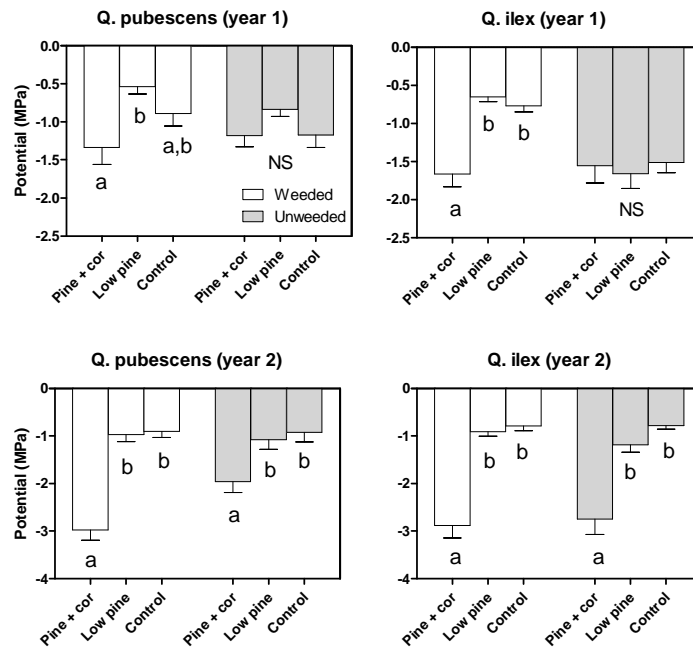 Q. pubescens (year 1)
0.0
-0.5
-1.0
-1.5
-2.0
-2.5
Potential (MPa)
a
b
a,b
NS
Weeded
Unweeded
Pine + cor
Low pine
Control
Pine + cor
Low pine
Control
Q. ilex (year 1)
0.0
-0.5
-1.0
-1.5
-2.0
-2.5
Potential (MPa)
a
b
b
NS
Pine + cor
Low pine
Control
Pine + cor
Low pine
Control
Q. pubescens (year 2)
-0
-1
-2
-3
-4
Potential (MPa)
a
b
b
a
b
b
Pine + cor
Low pine
Control
Pine + cor
Low pine
Control
Q. ilex (year 2)
-0
-1
-2
-3
-4
a
b
b
a
b
b
Pine + cor
Low pine
Control
Pine + cor
Low pine
Control